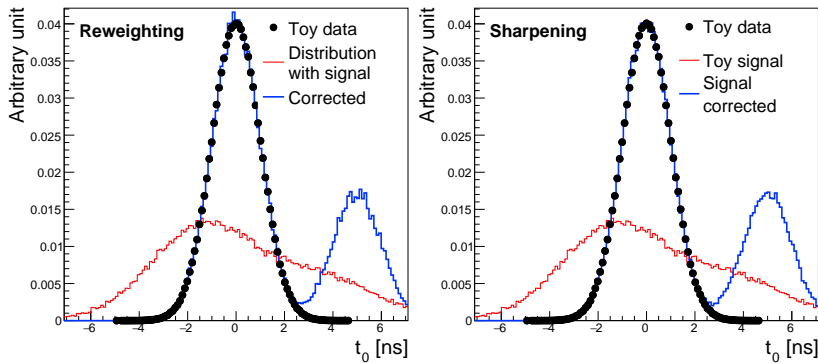 Reweighting
Toy data
Distribution
with signal
Corrected
Arbitrary unit
0.04
0.035
0.03
0.025
0.02
0.015
0.01
0.005
0
−6 −4 −2 0 2 4 6
t0 [ns]
Sharpening
Toy data
Toy signal
Signal
corrected
Arbitrary unit
0.04
0.035
0.03
0.025
0.02
0.015
0.01
0.005
0
−6 −4 −2 0 2 4 6
t0 [ns]